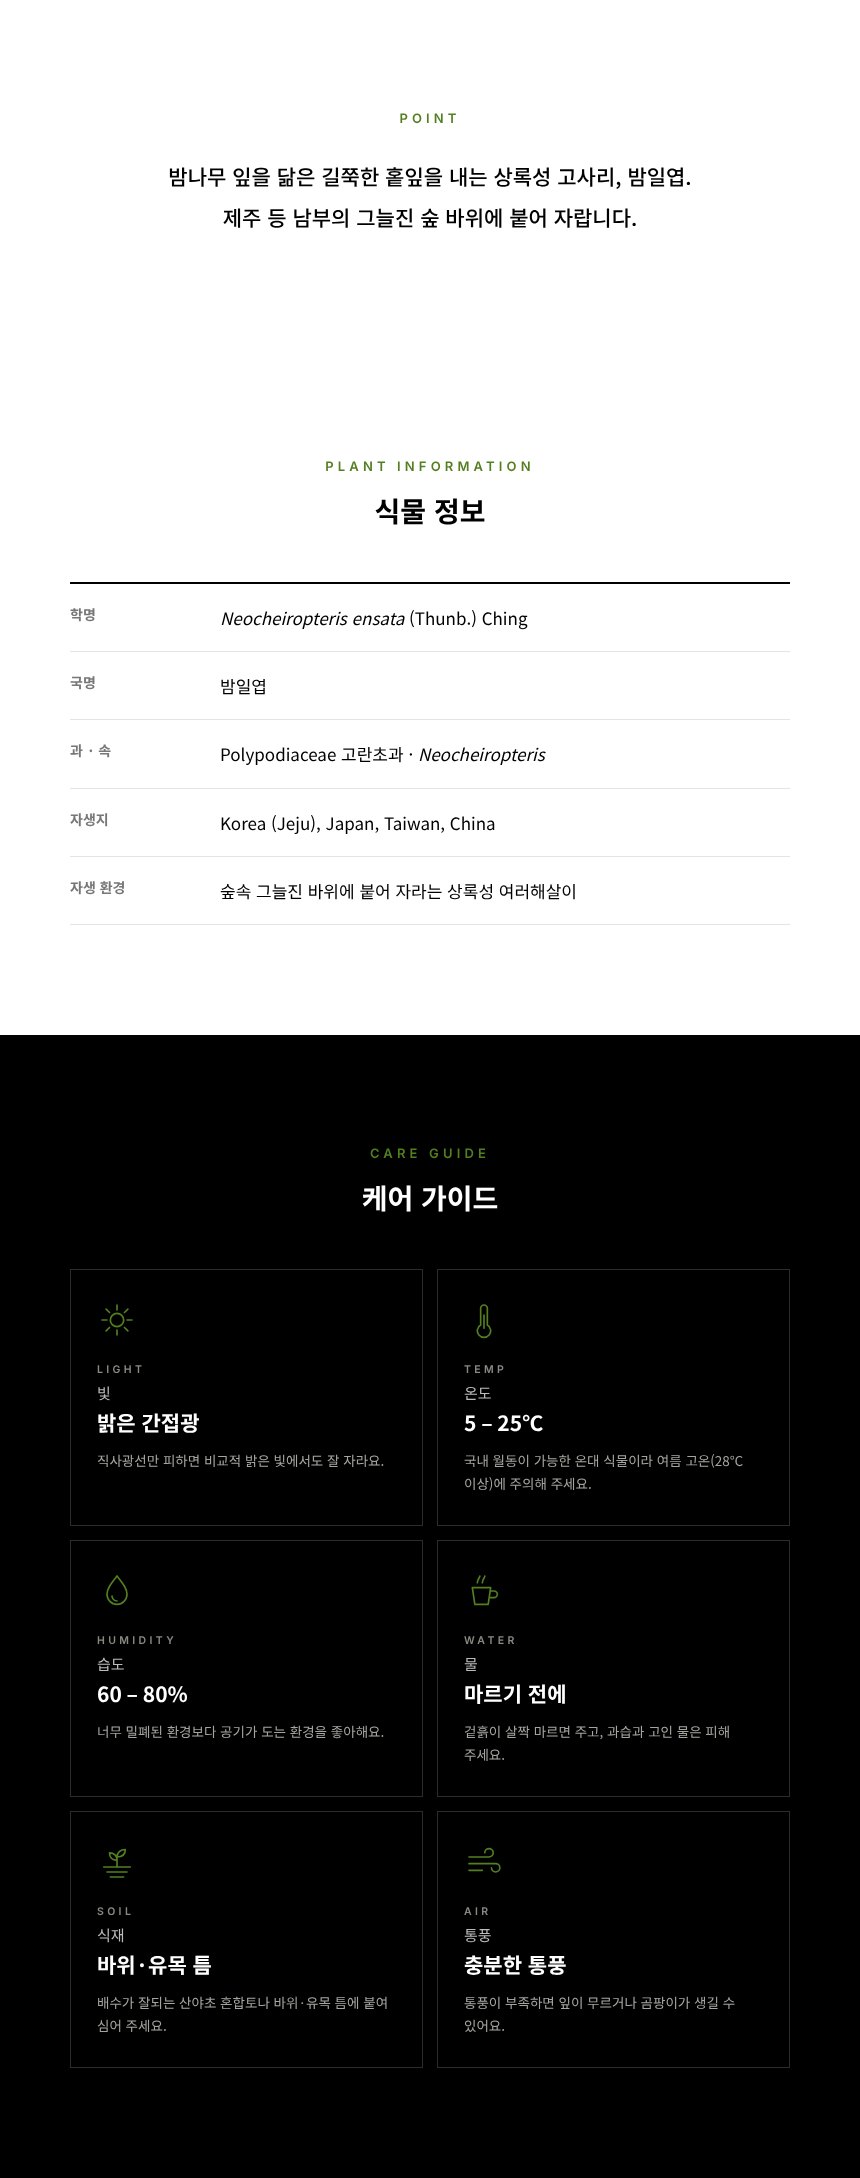 POINT
밤나무 잎을 닮은 길쭉한 홑잎을 내는 상록성 고사리, 밤일엽.
제주 등 남부의 그늘진 숲 바위에 붙어 자랍니다.
PLANT INFORMATION
식물 정보
학명
Neocheiropteris ensata (Thunb.) Ching
국명
밤일엽
과 · 속
Polypodiaceae 고란초과 · Neocheiropteris
자생지
Korea (Jeju), Japan, Taiwan, China
자생 환경
숲속 그늘진 바위에 붙어 자라는 상록성 여러해살이
CARE GUIDE
케어 가이드
LIGHT
빛
밝은 간접광
직사광선만 피하면 비교적 밝은 빛에서도 잘 자라요.
TEMP
온도
5 – 25℃
국내 월동이 가능한 온대 식물이라 여름 고온(28℃
이상)에 주의해 주세요.
HUMIDITY
습도
60 – 80%
너무 밀폐된 환경보다 공기가 도는 환경을 좋아해요.
WATER
물
마르기 전에
겉흙이 살짝 마르면 주고, 과습과 고인 물은 피해
주세요.
SOIL
식재
바위·유목 틈
배수가 잘되는 산야초 혼합토나 바위·유목 틈에 붙여
심어 주세요.
AIR
통풍
충분한 통풍
통풍이 부족하면 잎이 무르거나 곰팡이가 생길 수
있어요.